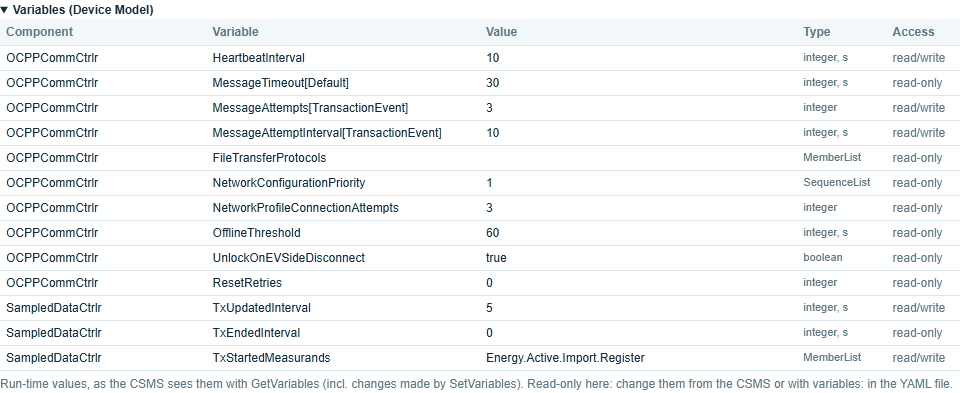 ▼ Variables (Device Model)
Component Variable Value Type Access
OCPPCommCtrlr HeartbeatInterval 10 integer, s read/write
OCPPCommCtrlr MessageTimeout[Default] 30 integer, s read-only
OCPPCommCtrlr MessageAttempts[TransactionEvent] 3 integer read/write
OCPPCommCtrlr MessageAttemptInterval[TransactionEvent] 10 integer, s read/write
OCPPCommCtrlr FileTransferProtocols MemberList read-only
OCPPCommCtrlr NetworkConfigurationPriority 1 SequenceList read-only
OCPPCommCtrlr NetworkProfileConnectionAttempts 3 integer read-only
OCPPCommCtrlr OfflineThreshold 60 integer, s read-only
OCPPCommCtrlr UnlockOnEVSideDisconnect true boolean read-only
OCPPCommCtrlr ResetRetries 0 integer read-only
SampledDataCtrlr TxUpdatedInterval 5 integer, s read/write
SampledDataCtrlr TxEndedInterval 0 integer, s read-only
SampledDataCtrlr TxStartedMeasurands Energy.Active.Import.Register MemberList read/write
Run-time values, as the CSMS sees them with GetVariables (incl. changes made by SetVariables). Read-only here: change them from the CSMS or with variables: in the YAML file.